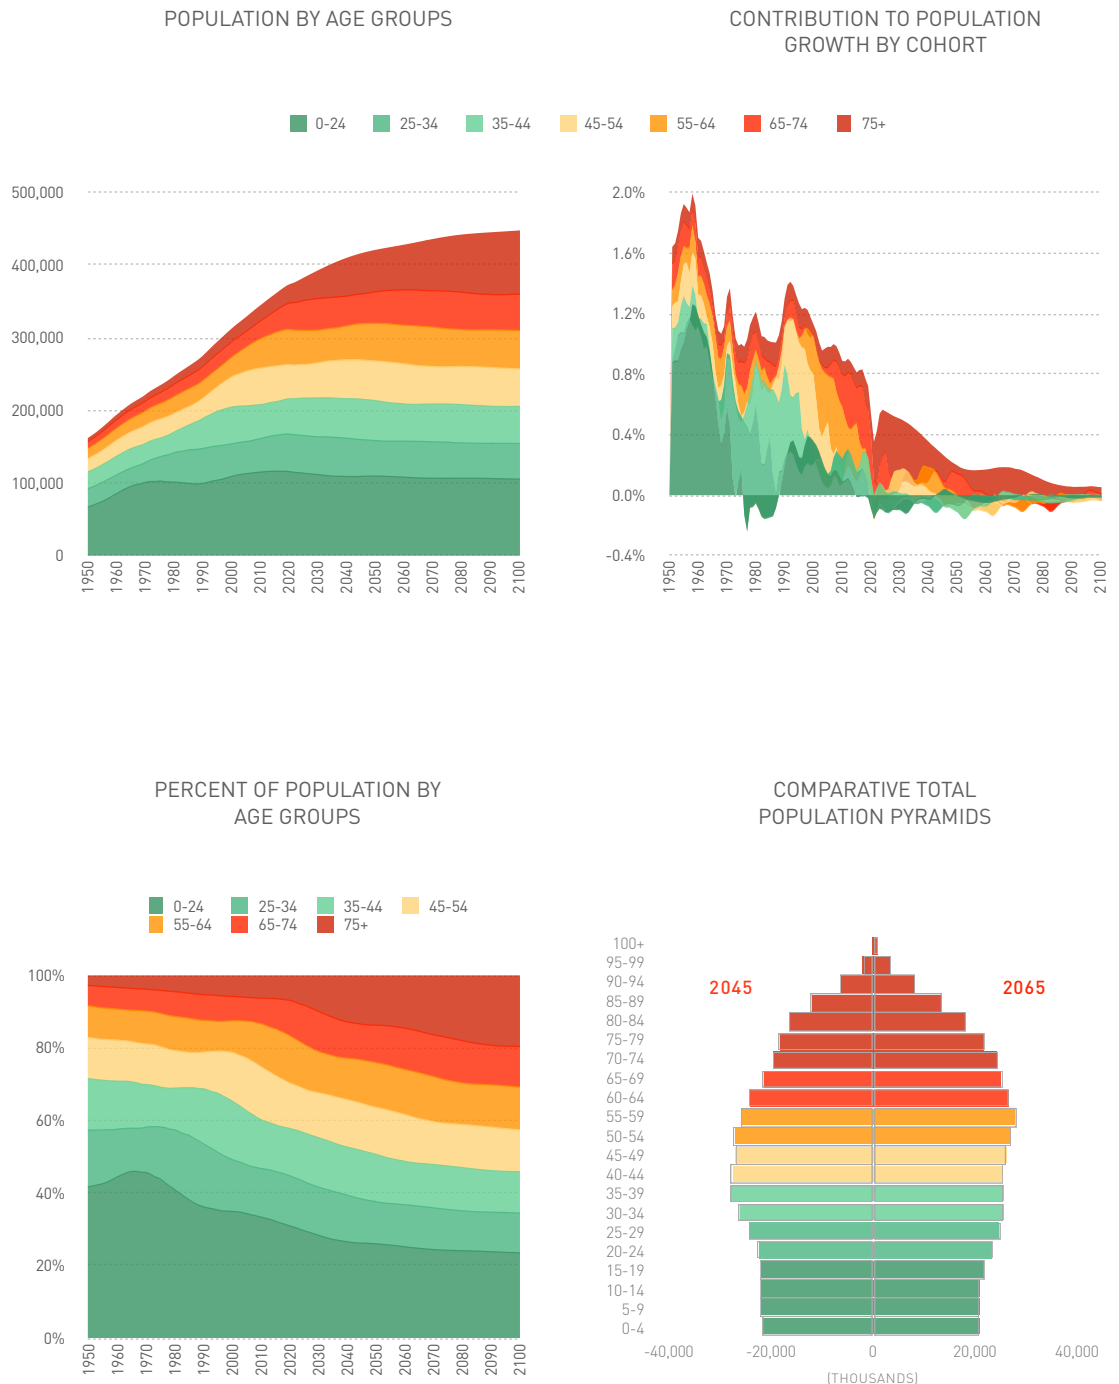 POPULATION BY AGE GROUPS
CONTRIBUTION TO POPULATION
GROWTH BY COHORT
0-24 25-34 35-44 45-54 55-64 65-74 75+
500,000
400,000
300,000
200,000
100,000
0
1950 1960 1970 1980 1990 2000 2010 2020 2030 2040 2050 2060 2070 2080 2090 2100
2.0%
1.6%
1.2%
0.8%
0.4%
0.0%
-0.4%
1950 1960 1970 1980 1990 2000 2010 2020 2030 2040 2050 2060 2070 2080 2090 2100
PERCENT OF POPULATION BY
AGE GROUPS
0-24 25-34 35-44 45-54
55-64 65-74 75+
100%
80%
60%
40%
20%
0%
1950 1960 1970 1980 1990 2000 2010 2020 2030 2040 2050 2060 2070 2080 2090 2100
COMPARATIVE TOTAL
POPULATION PYRAMIDS
100+
95-99
90-94
2045 2065
85-89
80-84
75-79
70-74
65-69
60-64
55-59
50-54
45-49
40-44
35-39
30-34
25-29
20-24
15-19
10-14
5-9
0-4
-40,000 -20,000 0 20,000 40,000
(THOUSANDS)